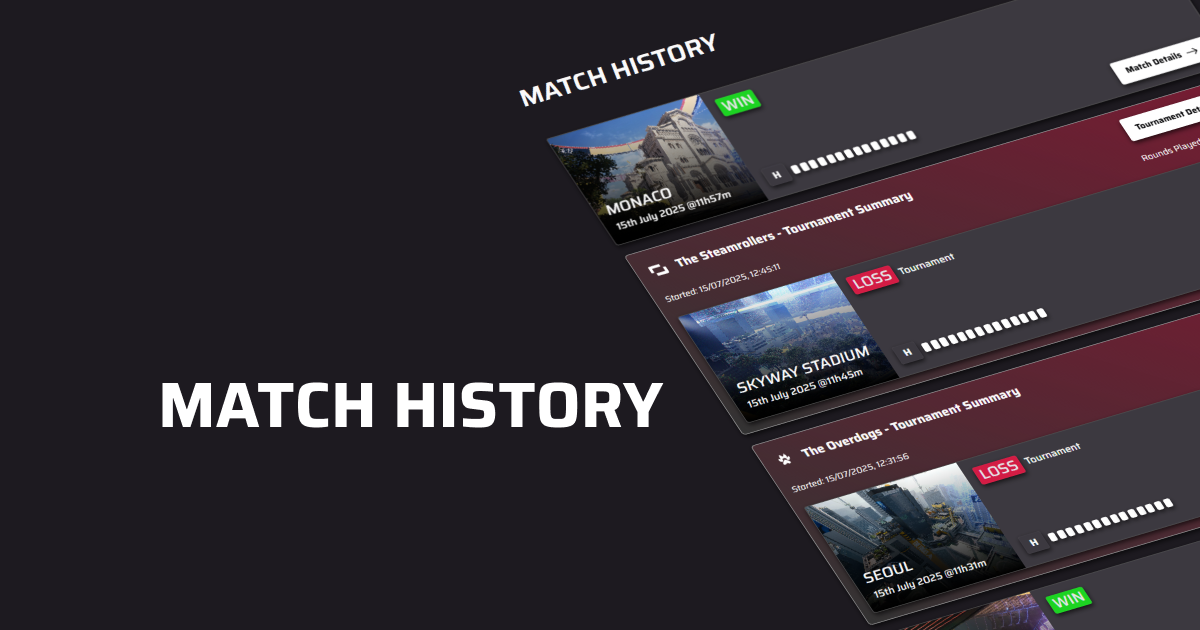 MATCH HISTORY
WIN
Match Details →
H
MONACO
15th July 2025 @11h57m
The Steamrollers - Tournament Summary
Tournament
Rounds Played
Started: 15/07/2025, 12:45:11
LOSS Tournament
H
SKYWAY STADIUM
15th July 2025 @11h45m
MATCH HISTORY
The Overdogs - Tournament Summary
Started: 15/07/2025, 12:31:56
LOSS Tournament
H
SEOUL
15th July 2025 @11h31m
WIN